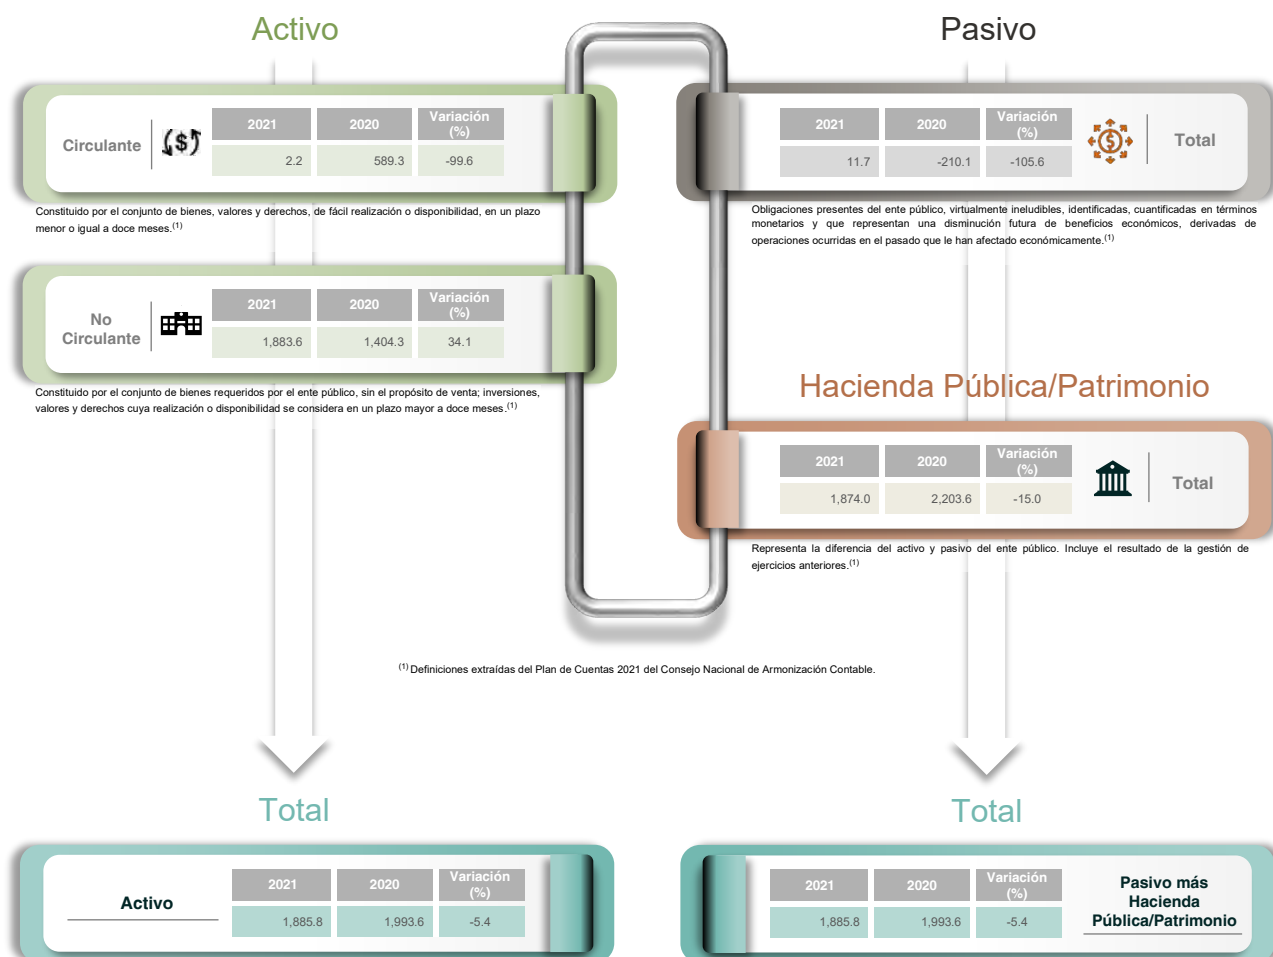 Activo
Circulante
2021 2020 Variación (%)
2.2 589.3 -99.6
Constituido por el conjunto de bienes, valores y derechos, de fácil realización o disponibilidad, en un plazo
menor o igual a doce meses.(1)
No
Circulante
2021 2020 Variación (%)
1,883.6 1,404.3 34.1
Constituido por el conjunto de bienes requeridos por el ente público, sin el propósito de venta; inversiones,
valores y derechos cuya realización o disponibilidad se considera en un plazo mayor a doce meses.(1)
Pasivo
2021 2020 Variación (%)
11.7 -210.1 -105.6
Total
Obligaciones presentes del ente público, virtualmente ineludibles, identificadas, cuantificadas en términos
monetarios y que representan una disminución futura de beneficios económicos, derivadas de
operaciones ocurridas en el pasado que le han afectado económicamente.(1)
Hacienda Pública/Patrimonio
2021 2020 Variación (%)
1,874.0 2,203.6 -15.0
Total
Representa la diferencia del activo y pasivo del ente público. Incluye el resultado de la gestión de
ejercicios anteriores.(1)
(1) Definiciones extraídas del Plan de Cuentas 2021 del Consejo Nacional de Armonización Contable.
Total
Activo
2021 2020 Variación (%)
1,885.8 1,993.6 -5.4
Total
2021 2020 Variación (%)
1,885.8 1,993.6 -5.4
Pasivo más
Hacienda
Pública/Patrimonio